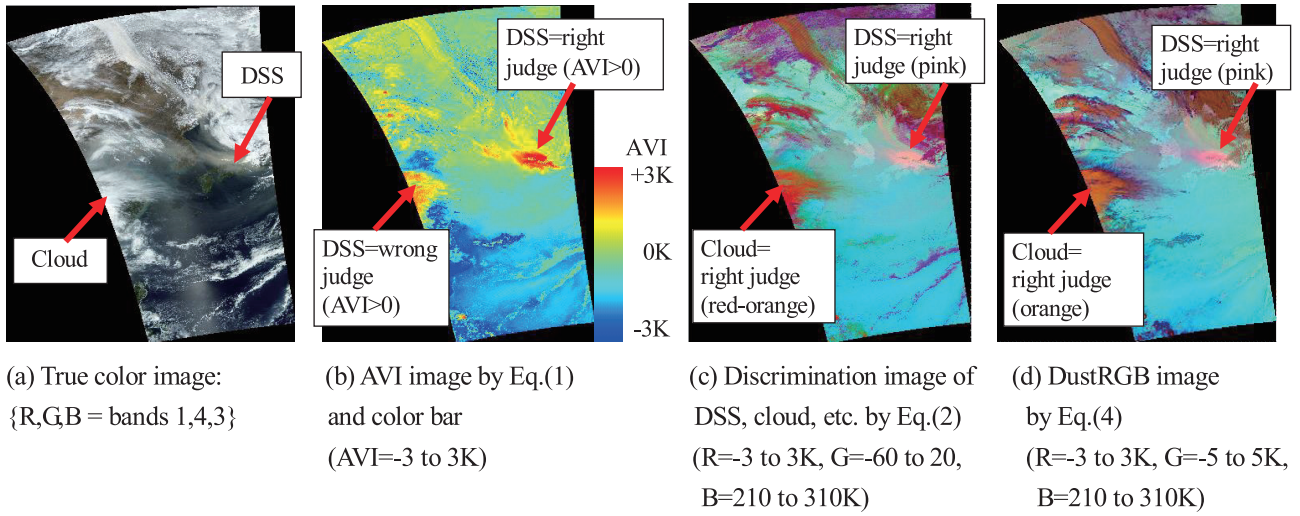 DSS
Cloud
DSS=right
judge (AVI>0)
DSS=wrong
judge
(AVI>0)
AVI
+3K
0K
-3K
DSS=right
judge (pink)
Cloud=
right judge
(red-orange)
DSS=right
judge (pink)
Cloud=
right judge
(orange)
(a) True color image:
{R,G,B = bands 1,4,3}
(b) AVI image by Eq.(1)
and color bar
(AVI=-3 to 3K)
(c) Discrimination image of
DSS, cloud, etc. by Eq.(2)
(R=-3 to 3K, G=-60 to 20,
B=210 to 310K)
(d) DustRGB image
by Eq.(4)
(R=-3 to 3K, G=-5 to 5K,
B=210 to 310K)